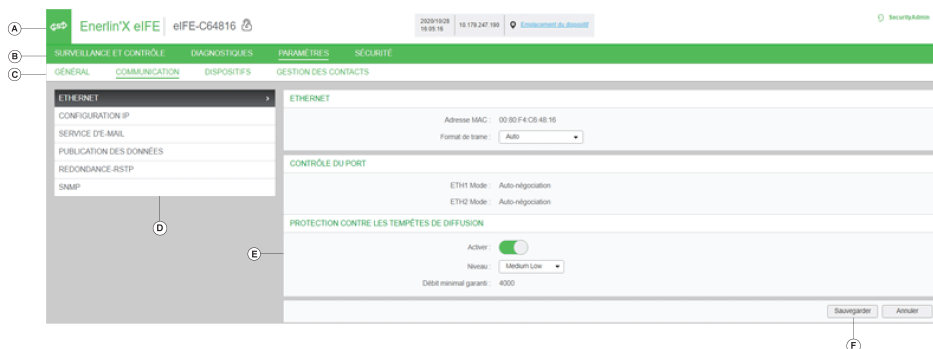 A
Enerlin'X eIFE eIFE-C64816
2020/10/28
16:05:16
10.179.247.180
Emplacement du dispositif
SecurityAdmin
B
SURVEILLANCE ET CONTRÔLE DIAGNOSTIQUES PARAMÈTRES SÉCURITÉ
C
GÉNÉRAL COMMUNICATION DISPOSITIFS GESTION DES CONTACTS
ETHERNET >
CONFIGURATION IP
SERVICE D'E-MAIL
PUBLICATION DES DONNÉES
REDONDANCE-RSTP
SNMP
D
ETHERNET
Adresse MAC : 00:80:F4:C6:48:16
Format de trame : Auto
CONTRÔLE DU PORT
ETH1 Mode : Auto-négociation
ETH2 Mode : Auto-négociation
PROTECTION CONTRE LES TEMPÊTES DE DIFFUSION
E
Activer :
Niveau : Medium Low
Débit minimal garanti : 4000
Sauvegarder Annuler
F